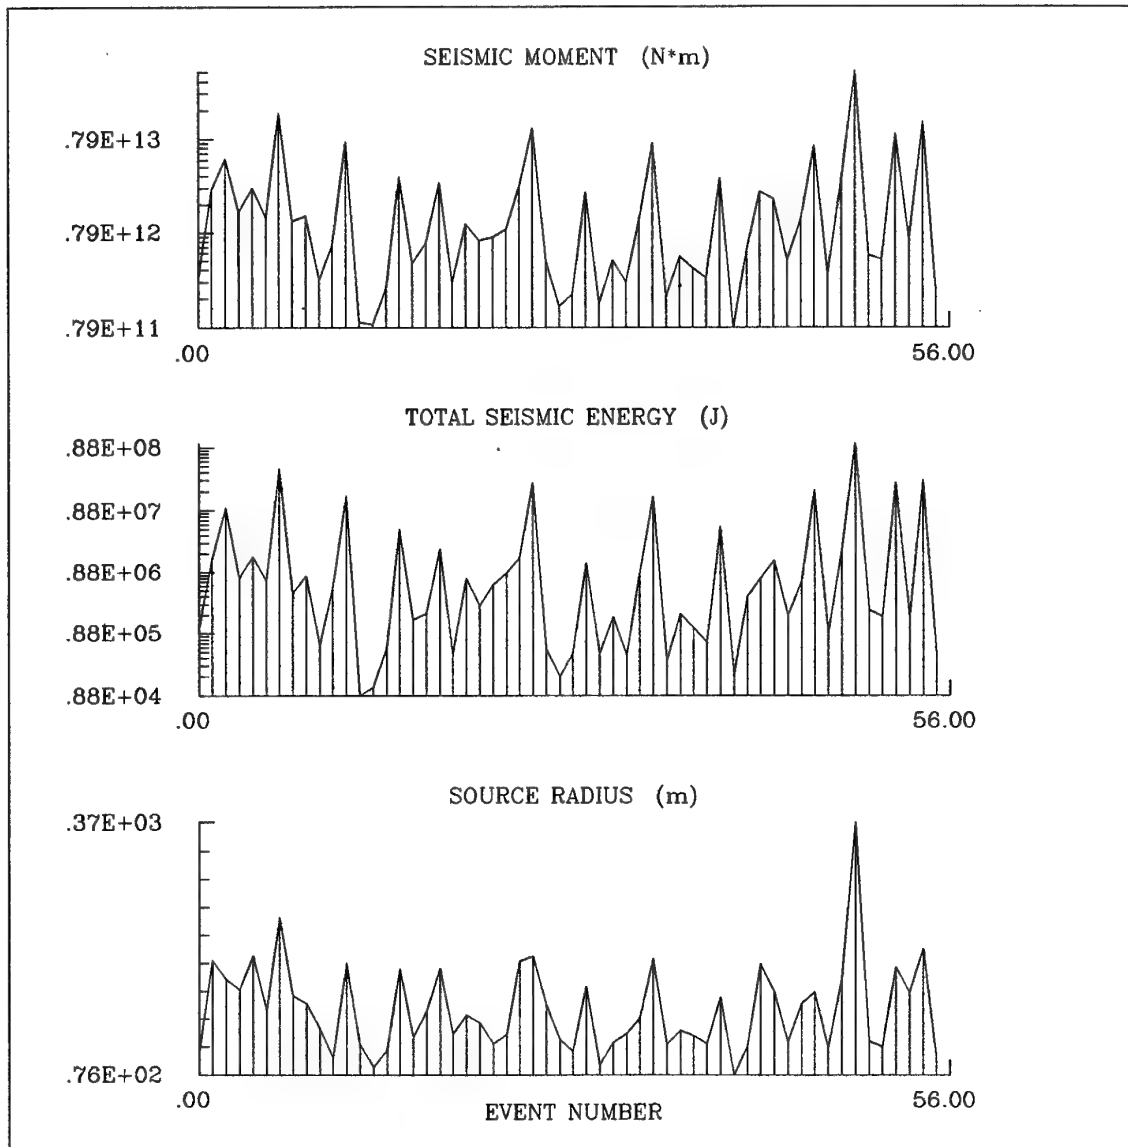 SEISMIC MOMENT (N*m)
.79E+13
.79E+12
.79E+11
.00 56.00
TOTAL SEISMIC ENERGY (J)
.88E+08
.88E+07
.88E+06
.88E+05
.88E+04
.00 56.00
SOURCE RADIUS (m)
.37E+03
.76E+02
.00 56.00
EVENT NUMBER